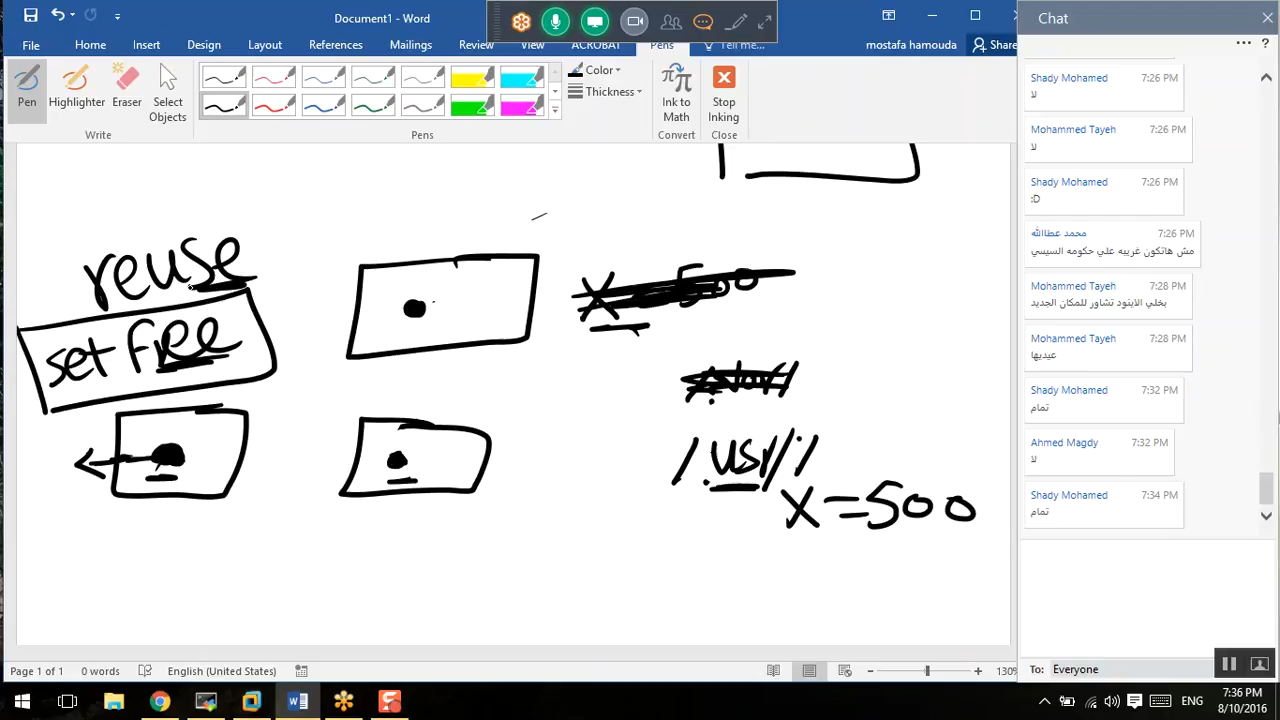 Document1 - Word
File
Home
Insert
Design
Layout
References
Mailings
Review
View
ACROBAT
Pens
Tell me...
mostafa hamouda
Share
Pen
Highlighter
Eraser
Select
Objects
Color
Thickness
Ink to
Math
Stop
Inking
Write
Pens
Convert
Close
reuse
set free
X=500
/usr/
X=500
Chat
Shady Mohamed 7:26 PM
لا
Mohammed Tayeh 7:26 PM
لا
Shady Mohamed 7:26 PM
:D
محمد عطاالله 7:26 PM
مش هاتكون غريبه علي حكومه السيسي
Mohammed Tayeh 7:28 PM
بخلي الاينود تشاور للمكان الجديد
Mohammed Tayeh 7:28 PM
عيديها
Shady Mohamed 7:32 PM
تمام
Ahmed Magdy 7:32 PM
لا
Shady Mohamed 7:34 PM
تمام
To: Everyone
Page 1 of 1
0 words
English (United States)
130%
ENG
7:36 PM
8/10/2016